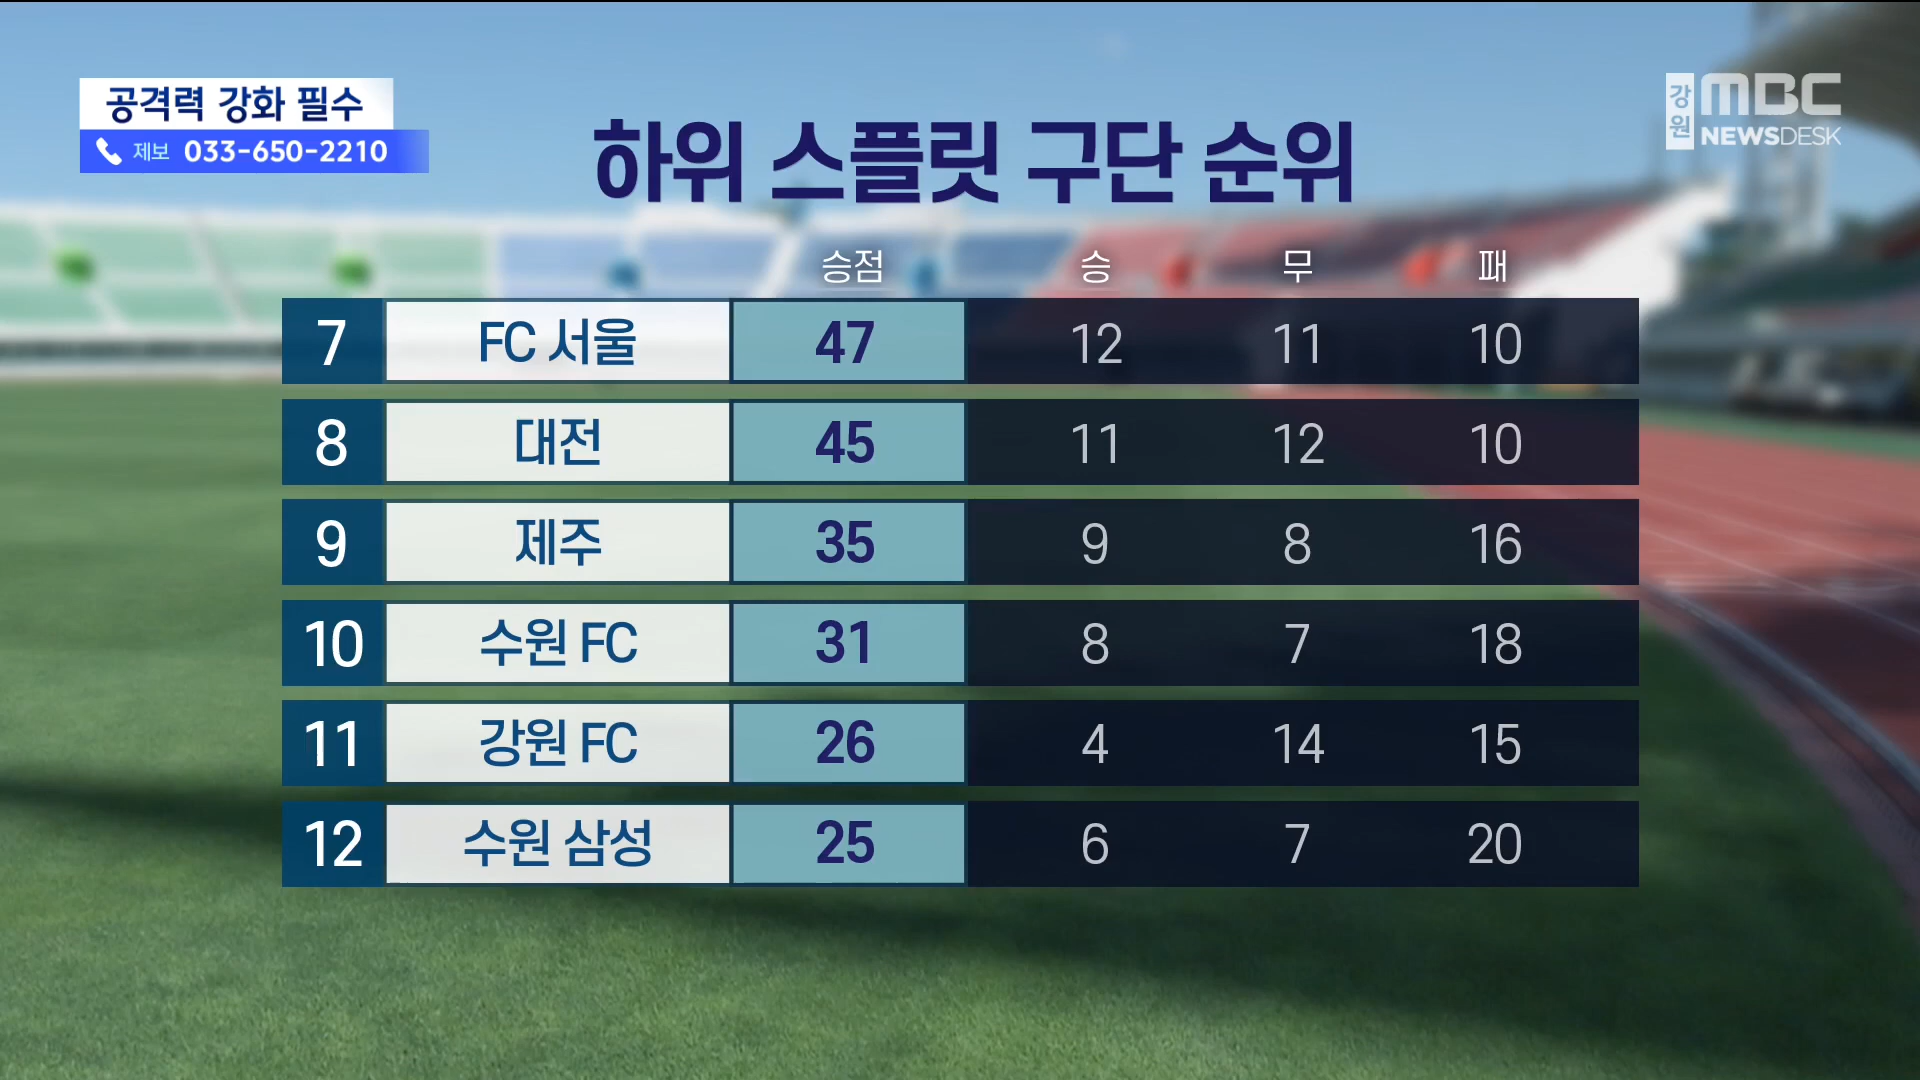 공격력 강화 필수
제보 033-650-2210
강원 MBC
NEWSDESK
하위 스플릿 구단 순위
승점 승 무 패
7 FC 서울 47 12 11 10
8 대전 45 11 12 10
9 제주 35 9 8 16
10 수원 FC 31 8 7 18
11 강원 FC 26 4 14 15
12 수원 삼성 25 6 7 20